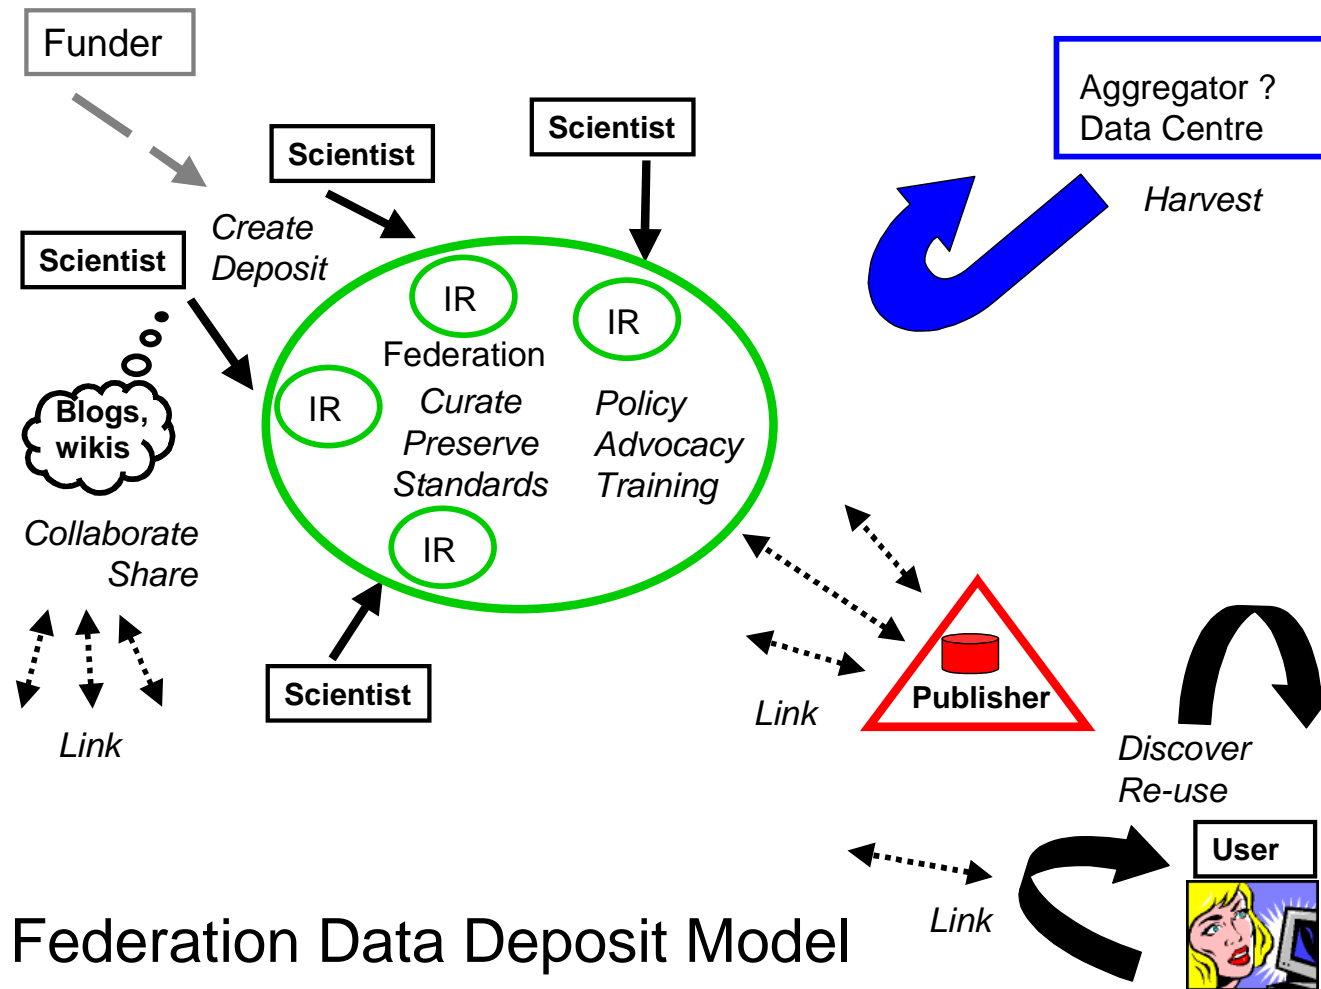 Funder
Aggregator ?
Data Centre
Scientist
Scientist
Harvest
Create
Deposit
Scientist
IR
IR
Federation
IR
Curate
Preserve
Standards
Policy
Advocacy
Training
Blogs,
wikis
IR
Collaborate
Share
Scientist
Publisher
Link
Link
Discover
Re-use
User
Link
Federation Data Deposit Model